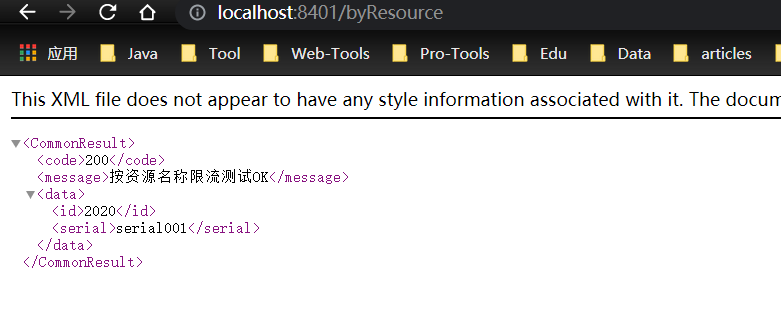 localhost:8401/byResource
应用 Java Tool Web-Tools Pro-Tools Edu Data articles
This XML file does not appear to have any style information associated with it. The docum
▼<CommonResult>
<code>200</code>
<message>按资源名称限流测试OK</message>
▼<data>
<id>2020</id>
<serial>serial001</serial>
</data>
</CommonResult>